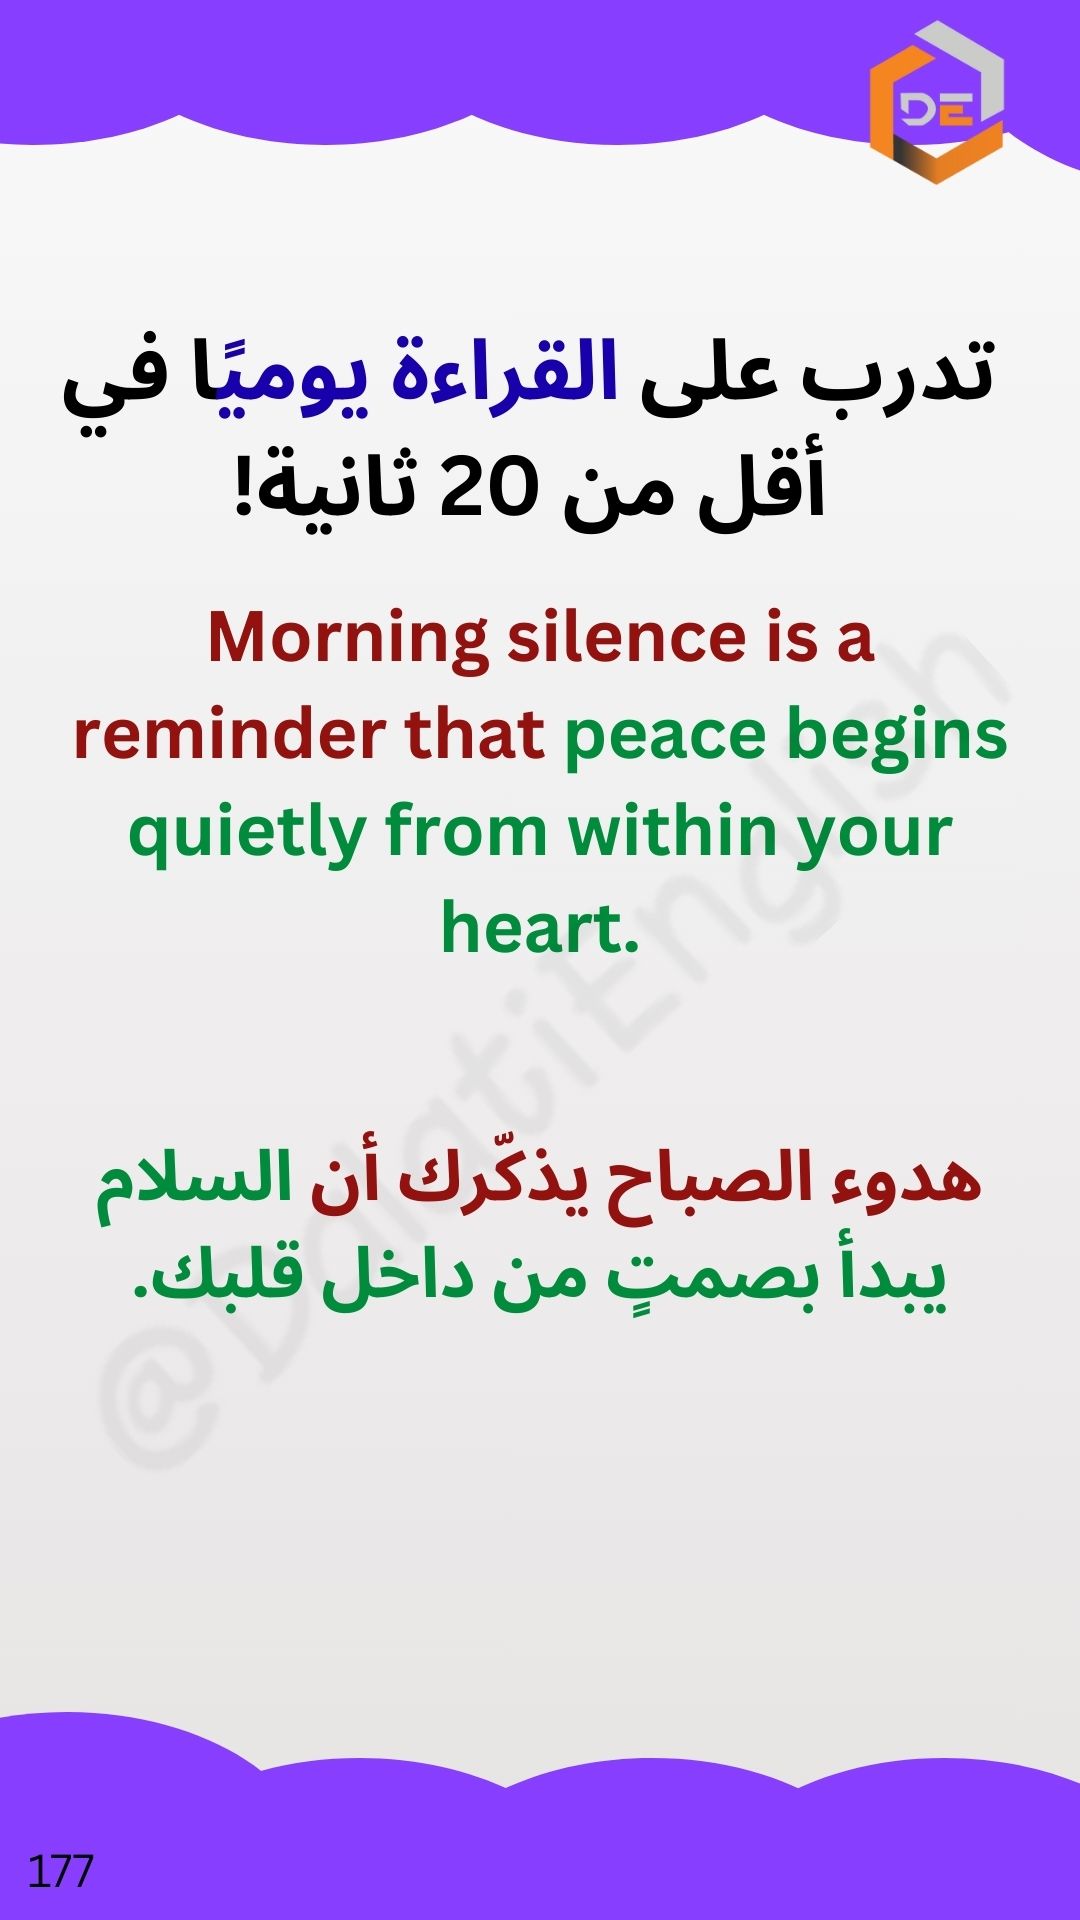 DE
تدرب على القراءة يوميًا في
أقل من 20 ثانية!
Morning silence is a
reminder that peace begins
quietly from within your
heart.
هدوء الصباح يذكّرك أن السلام
يبدأ بصمتٍ من داخل قلبك.
@DdatiEnglish
177